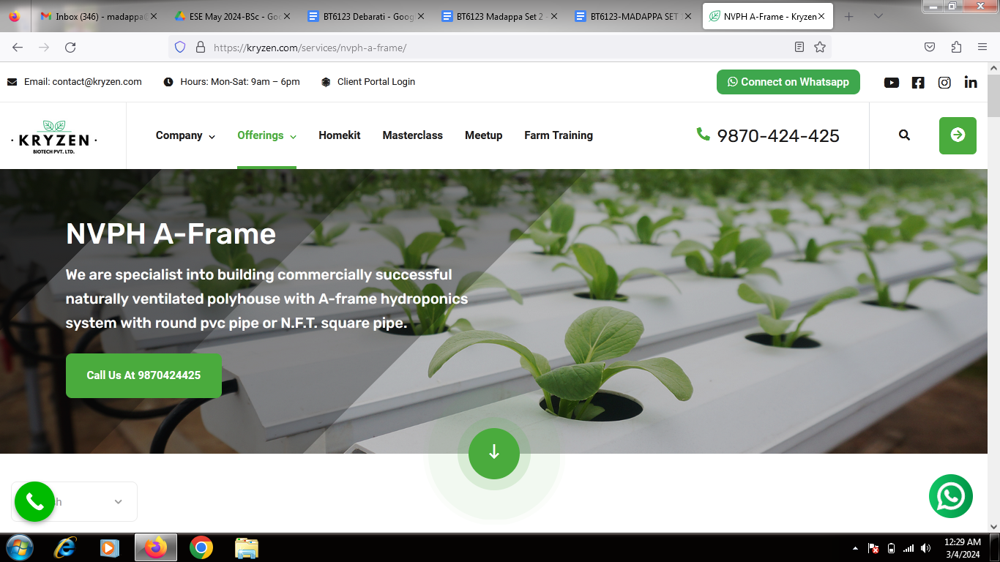 Inbox (346) - madappa
ESE May 2024-BSc - Goo
BT6123 Debarati - Goog
BT6123 Madappa Set 2 -
BT6123-MADAPPA SET
NVPH A-Frame - Kryzen
https://kryzen.com/services/nvph-a-frame/
Email: contact@kryzen.com
Hours: Mon-Sat: 9am – 6pm
Client Portal Login
Connect on Whatsapp
KRYZEN
BIOTECH PVT. LTD.
Company
Offerings
Homekit
Masterclass
Meetup
Farm Training
9870-424-425
NVPH A-Frame
We are specialist into building commercially successful
naturally ventilated polyhouse with A-frame hydroponics
system with round pvc pipe or N.F.T. square pipe.
Call Us At 9870424425
12:29 AM
3/4/2024